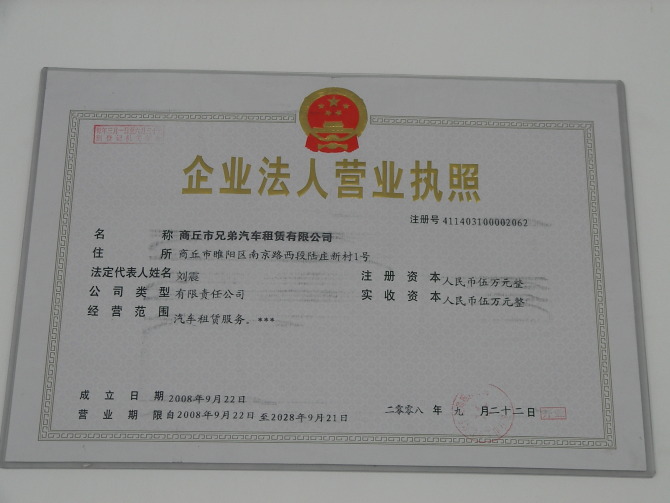 企业法人营业执照
注册号 411403100002062
名称 商丘市兄弟汽车租赁有限公司
住所 商丘市睢阳区南京路西段陆庄新村1号
法定代表人姓名 刘震
注册资本 人民币伍万元整
公司类型 有限责任公司
实收资本 人民币伍万元整
经营范围 汽车租赁服务。***
成立日期 2008年9月22日
营业期限 自2008年9月22日至2028年9月21日
二零零八年九月二十二日